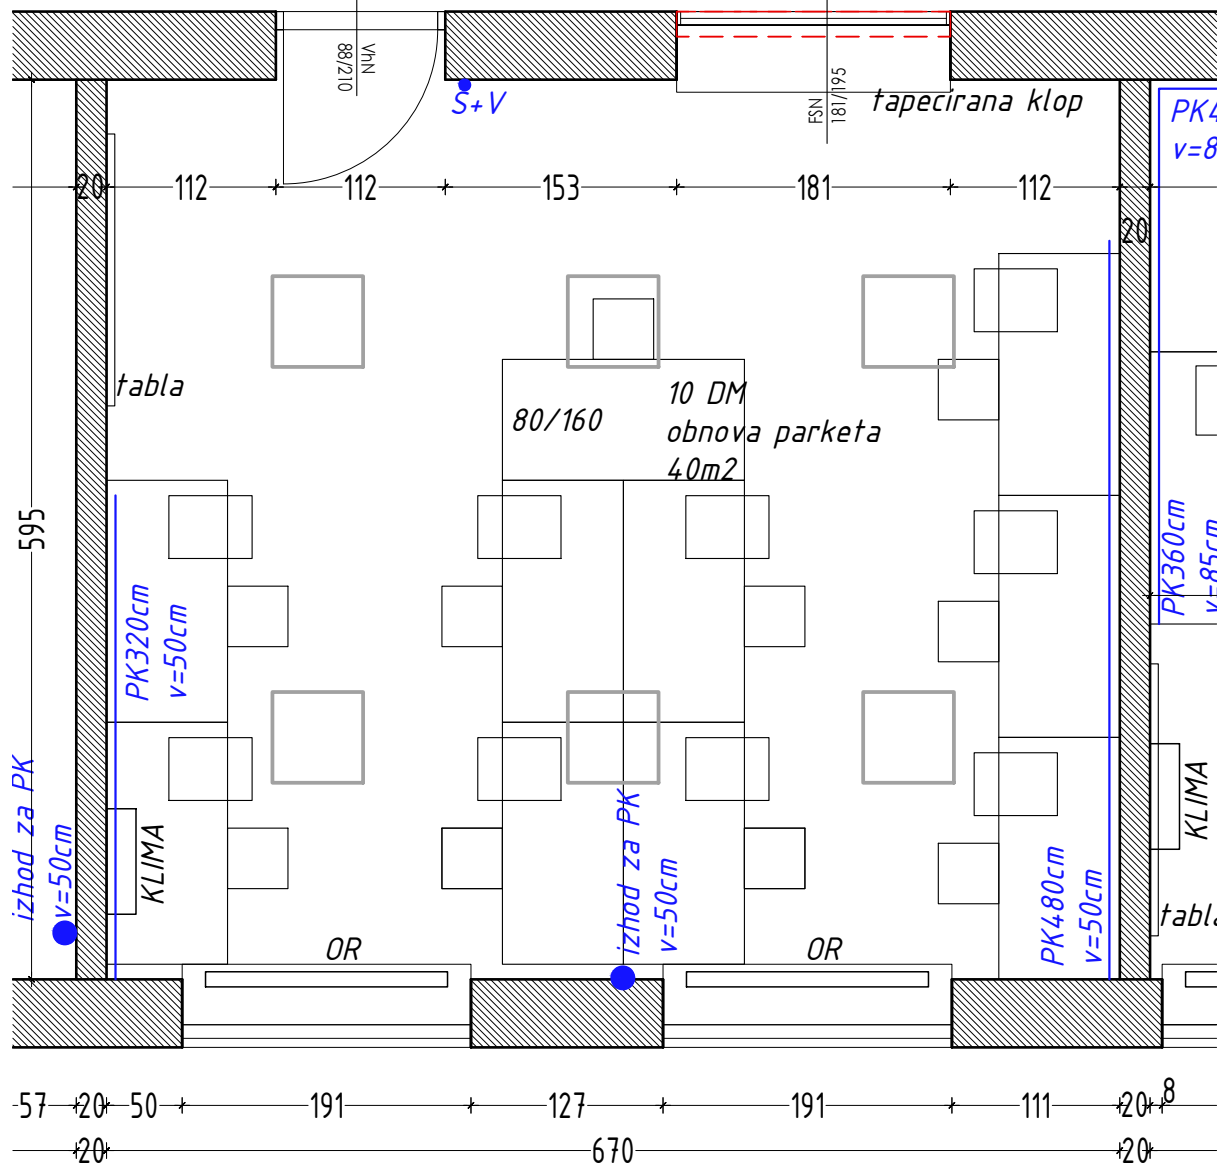 VhN
88/210
S+V
FSN
181/195
tapecirana klop
PK4
v=8
20
112
112
153
181
112
20
tabla
80/160
10 DM
obnova parketa
40m2
595
PK320cm
v=50cm
PK360cm
v=85cm
izhod za PK
v=50cm
KLIMA
izhod za PK
v=50cm
PK480cm
v=50cm
KLIMA
tabla
OR
OR
57
20
50
191
127
191
111
20
8
20
670
20